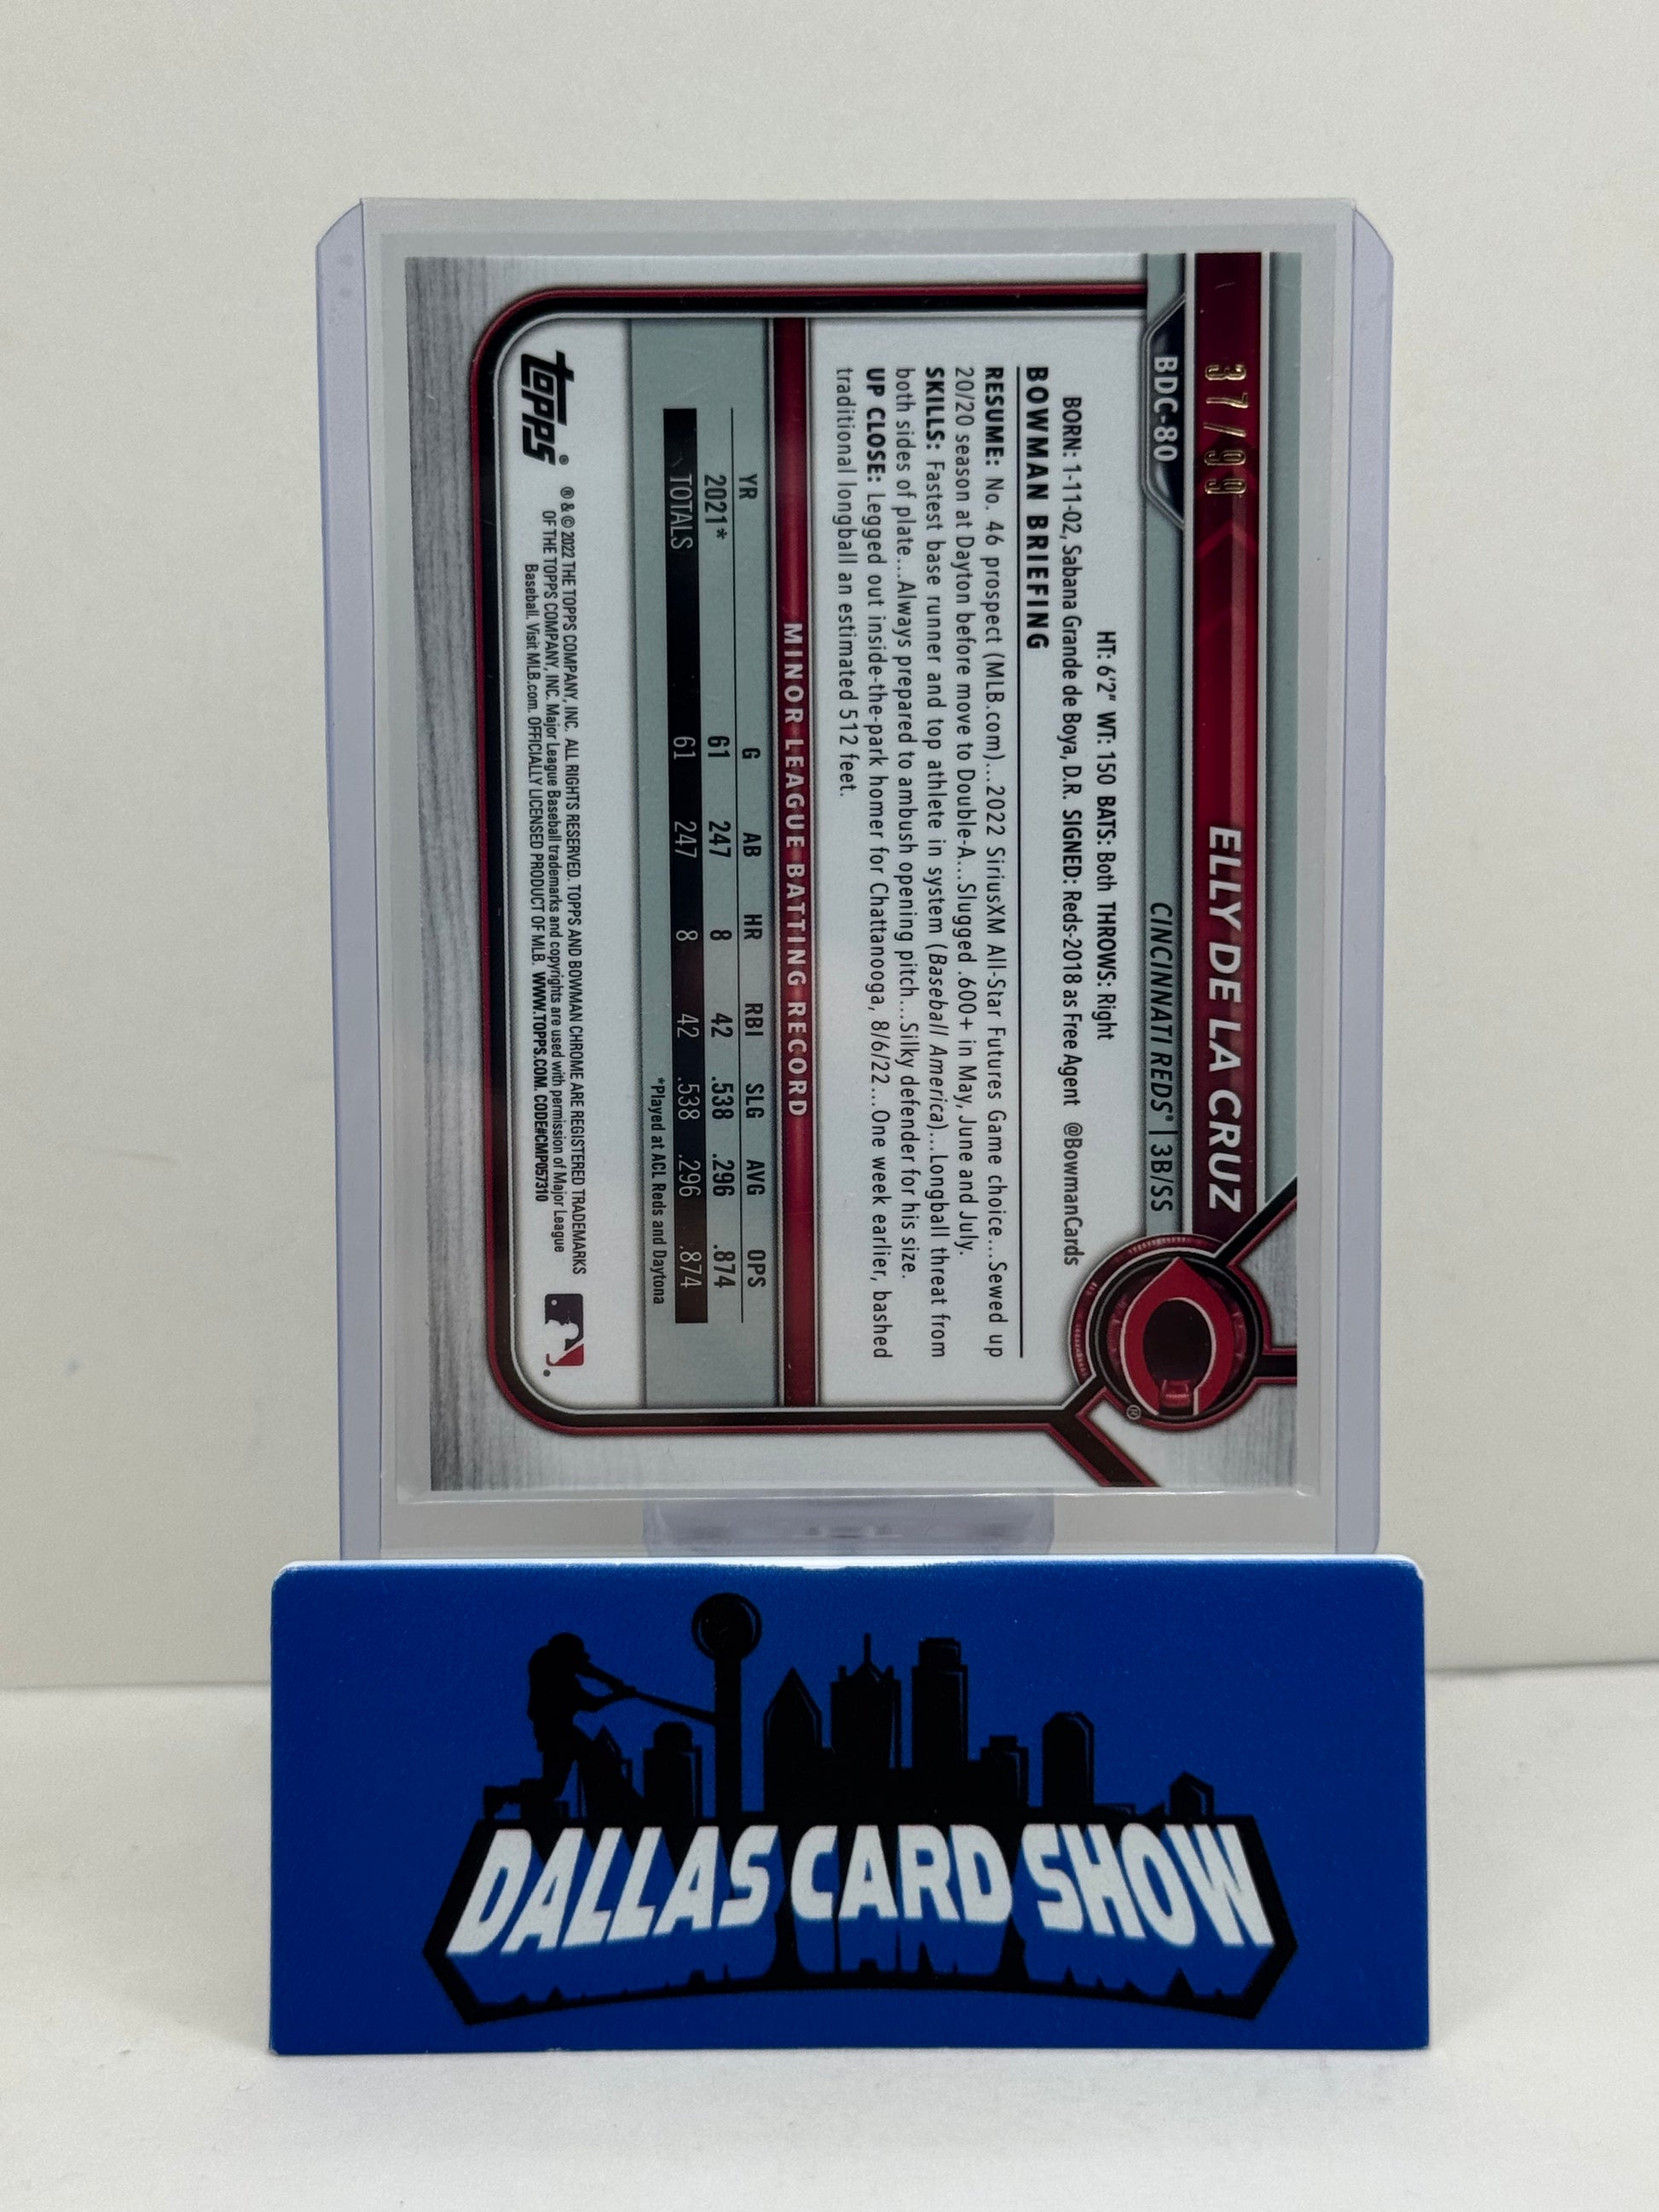 37/99
ELLY DE LA CRUZ
BDC-80
CINCINNATI REDS® | 3B/SS
HT: 6'2" WT: 150 BATS: Both THROWS: Right
BORN: 1-11-02, Sabana Grande de Boya, D.R. SIGNED: Reds-2018 as Free Agent @BowmanCards
BOWMAN BRIEFING
RESUME: No. 46 prospect (MLB.com)...2022 SiriusXM All-Star Futures Game choice...Sewed up
20/20 season at Dayton before move to Double-A...Slugged .600+ in May, June and July.
SKILLS: Fastest base runner and top athlete in system (Baseball America)...Longball threat from
both sides of plate...Always prepared to ambush opening pitch...Silky defender for his size.
UP CLOSE: Legged out inside-the-park homer for Chattanooga, 8/6/22...One week earlier, bashed
traditional longball an estimated 512 feet.
MINOR LEAGUE BATTING RECORD
YR G AB HR RBI SLG AVG OPS
2021* 61 247 8 42 .538 .296 .874
TOTALS 61 247 8 42 .538 .296 .874
*Played at ACL Reds and Daytona
topps®
® & © 2022 THE TOPPS COMPANY, INC. ALL RIGHTS RESERVED. TOPPS AND BOWMAN CHROME ARE REGISTERED TRADEMARKS
OF THE TOPPS COMPANY, INC. Major League Baseball trademarks and copyrights are used with permission of Major League
Baseball. Visit MLB.com. OFFICIALLY LICENSED PRODUCT OF MLB. WWW.TOPPS.COM. CODE#CMP057310
DALLAS CARD SHOW